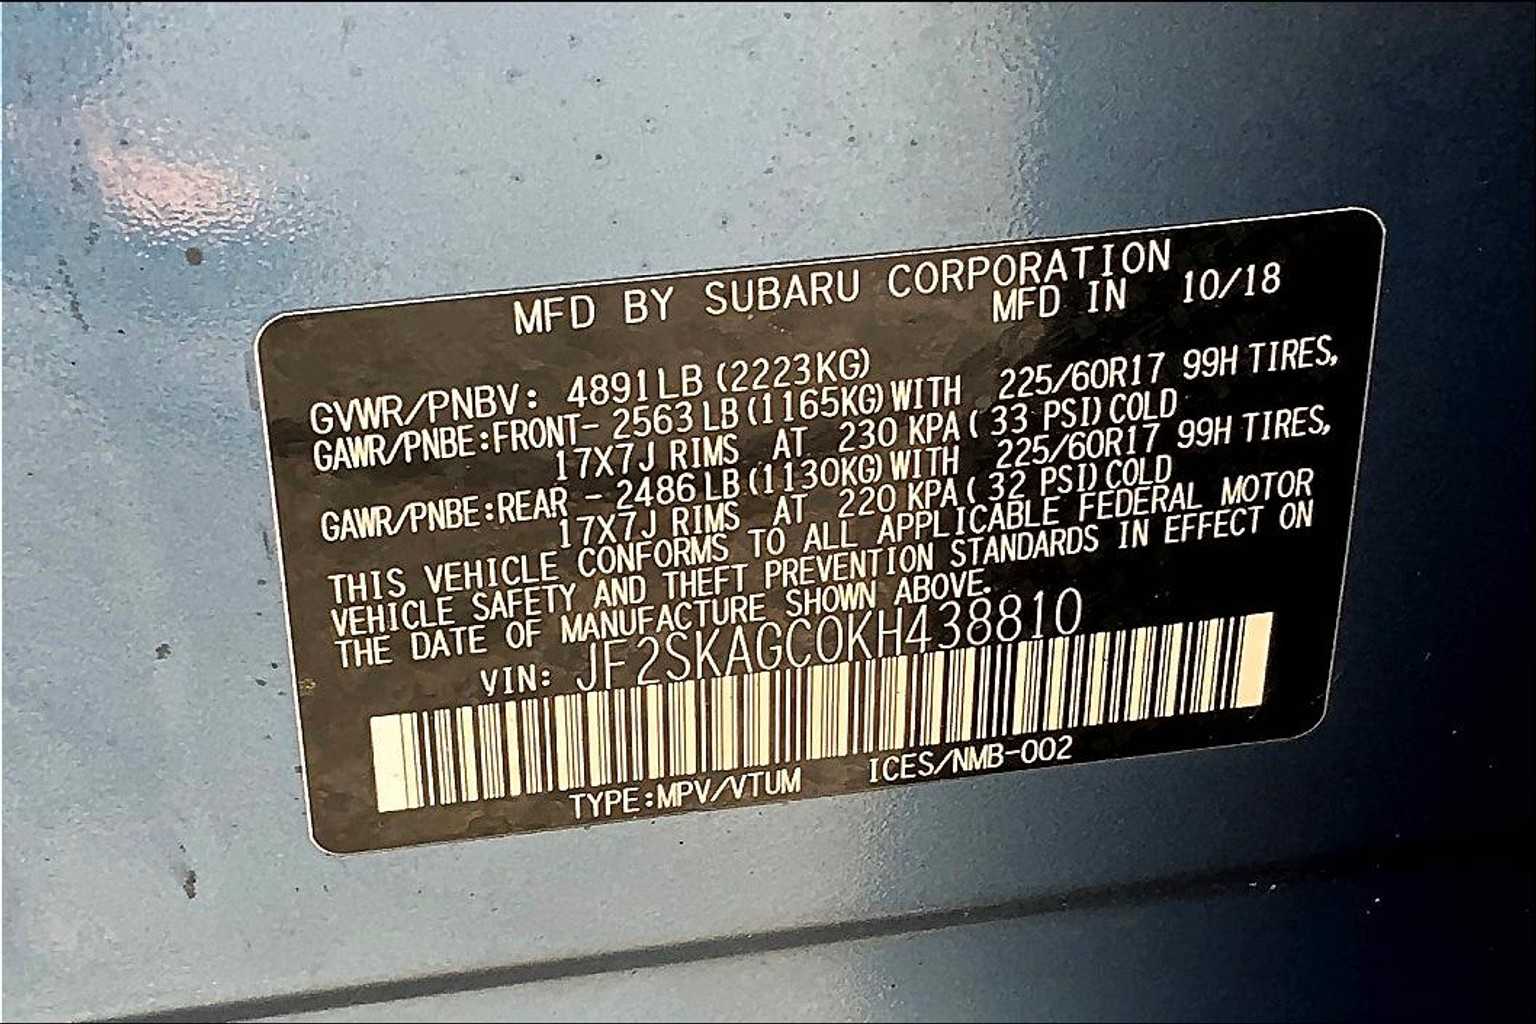 MFD BY SUBARU CORPORATION
MFD IN 10/18
GVWR/PNBV: 4891LB (2223KG)
GAWR/PNBE:FRONT- 2563 LB (1165KG) WITH 225/60R17 99H TIRES,
17X7J RIMS AT 230 KPA ( 33 PSI) COLD
GAWR/PNBE:REAR - 2486 LB (1130KG) WITH 225/60R17 99H TIRES,
17X7J RIMS AT 220 KPA ( 32 PSI) COLD
THIS VEHICLE CONFORMS TO ALL APPLICABLE FEDERAL MOTOR
VEHICLE SAFETY AND THEFT PREVENTION STANDARDS IN EFFECT ON
THE DATE OF MANUFACTURE SHOWN ABOVE.
VIN: JF2SKAGC0KH438810
TYPE:MPV/VTUM ICES/NMB-002